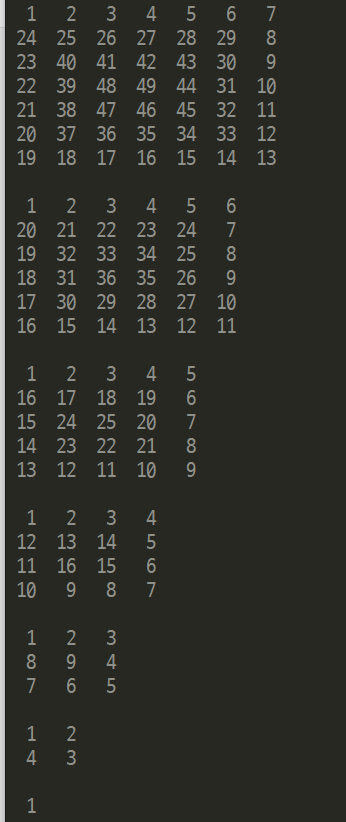 1 2 3 4 5 6 7
24 25 26 27 28 29 8
23 40 41 42 43 30 9
22 39 48 49 44 31 10
21 38 47 46 45 32 11
20 37 36 35 34 33 12
19 18 17 16 15 14 13
1 2 3 4 5 6
20 21 22 23 24 7
19 32 33 34 25 8
18 31 36 35 26 9
17 30 29 28 27 10
16 15 14 13 12 11
1 2 3 4 5
16 17 18 19 6
15 24 25 20 7
14 23 22 21 8
13 12 11 10 9
1 2 3 4
12 13 14 5
11 16 15 6
10 9 8 7
1 2 3
8 9 4
7 6 5
1 2
4 3
1